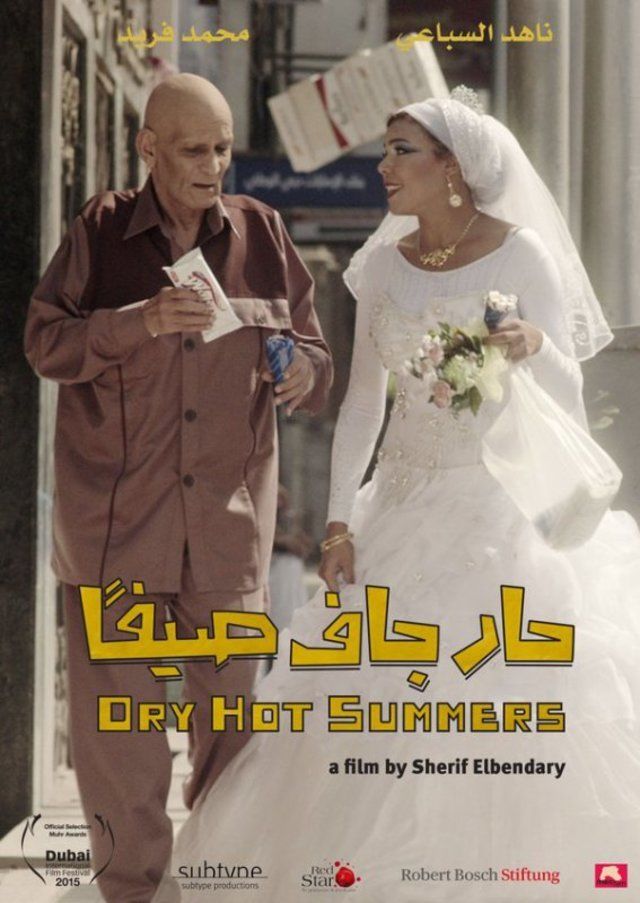 محمد فريد
ناهد السباعي
حار جاف صيفًا
DRY HOT SUMMERS
a film by Sherif Elbendary
Official Selection
Muhr Awards
Dubai
International
Film Festival
2015
subtype
subtype productions
Red
Star
Robert Bosch Stiftung